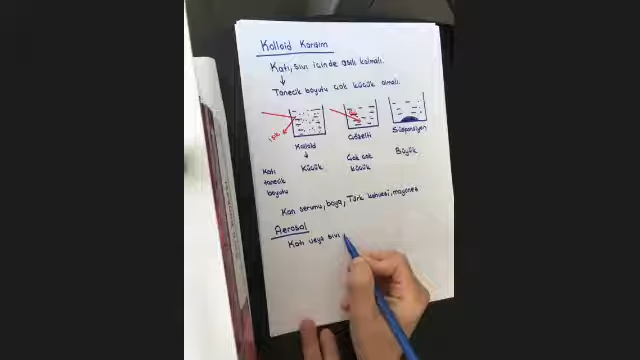 Kolloid Karışım
Katı, sıvı içinde asılı kalmalı.
Tanecik boyutu çok küçük olmalı.
ışık
Kolloid
Çözelti
Süspansiyon
Katı tanecik boyutu
Küçük
Çok çok küçük
Büyük
Kan serumu, boya, Türk kahvesi, mayonez
Aerosol
Katı veya sıvı